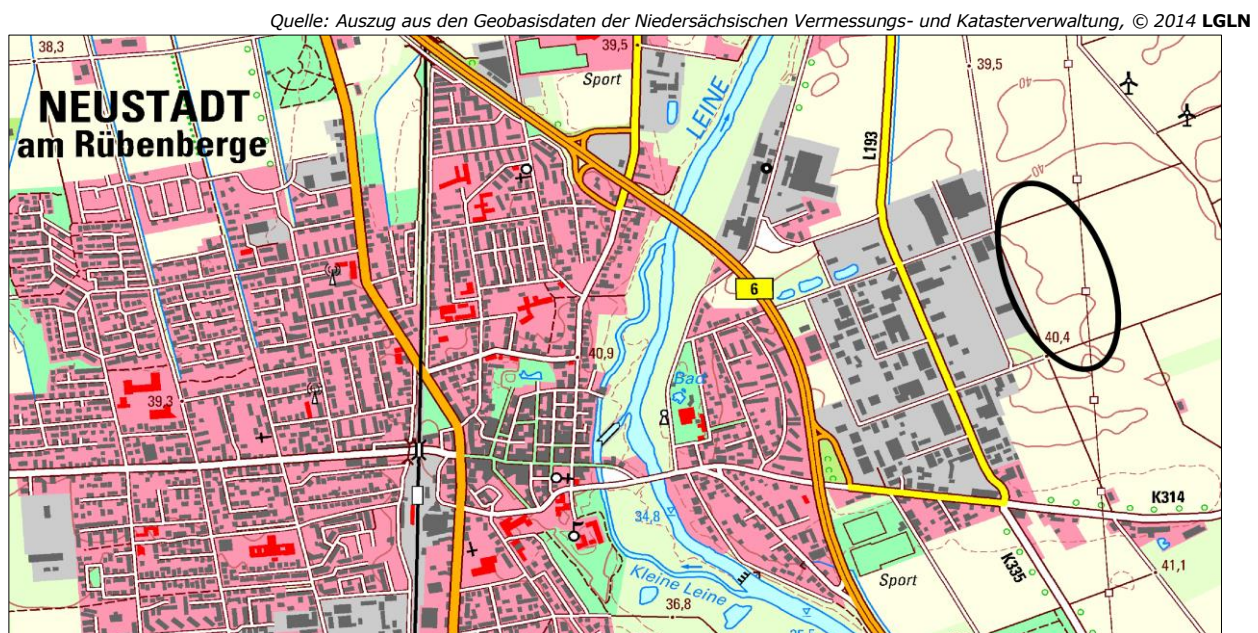 Quelle: Auszug aus den Geobasisdaten der Niedersächsischen Vermessungs- und Katasterverwaltung, © 2014 LGLN
38,3
39,5
Sport
39,5
40
NEUSTADT
am Rübenberge
LEINE
L193
40
6
40,9
40,4
Bad
39,3
34,8
K314
Kleine Leine
Sport
K335
41,1
36,8